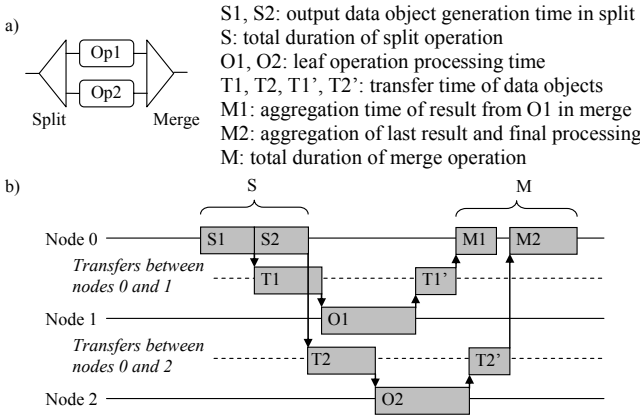 a)
Op1
Op2
Split
Merge
S1, S2: output data object generation time in split
S: total duration of split operation
O1, O2: leaf operation processing time
T1, T2, T1’, T2’: transfer time of data objects
M1: aggregation time of result from O1 in merge
M2: aggregation of last result and final processing
M: total duration of merge operation
b)
S
M
Node 0
S1
S2
M1
M2
Transfers between
nodes 0 and 1
T1
T1’
Node 1
O1
Transfers between
nodes 0 and 2
T2
T2’
Node 2
O2